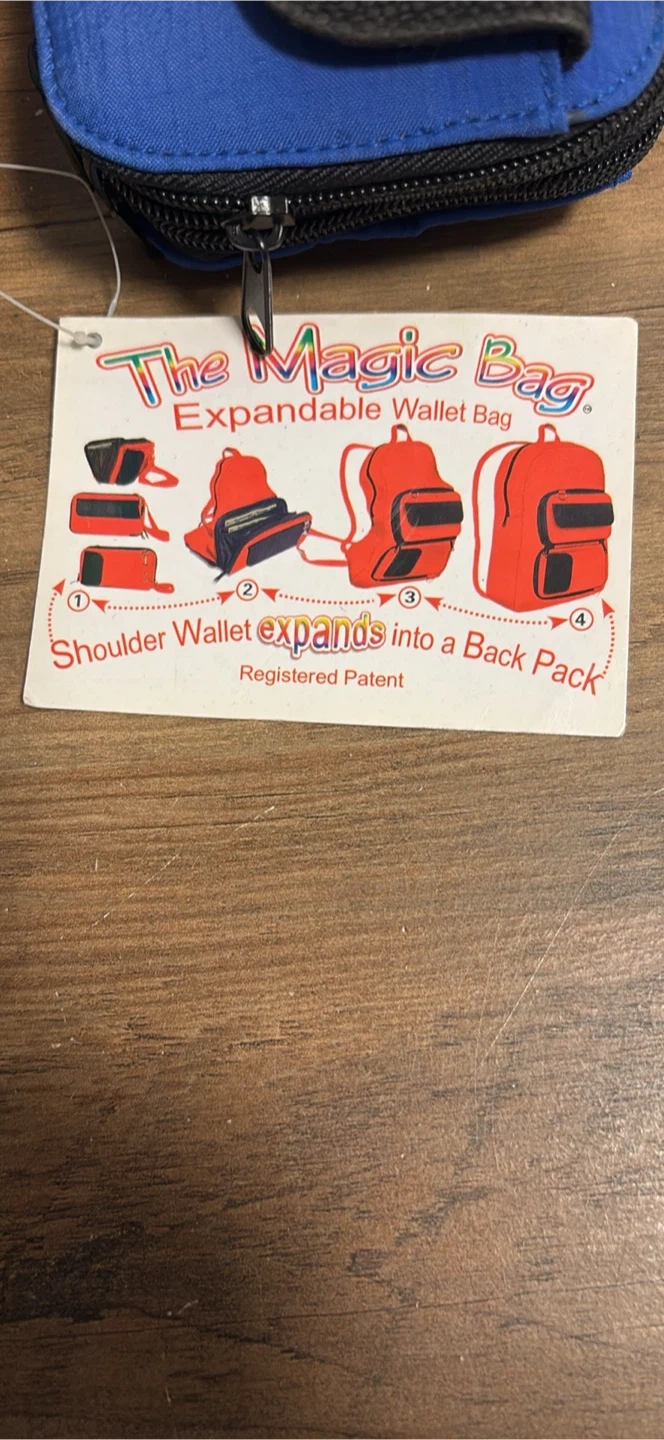 The Magic Bag
Expandable Wallet Bag
1
2
3
4
Shoulder Wallet expands into a Back Pack
Registered Patent